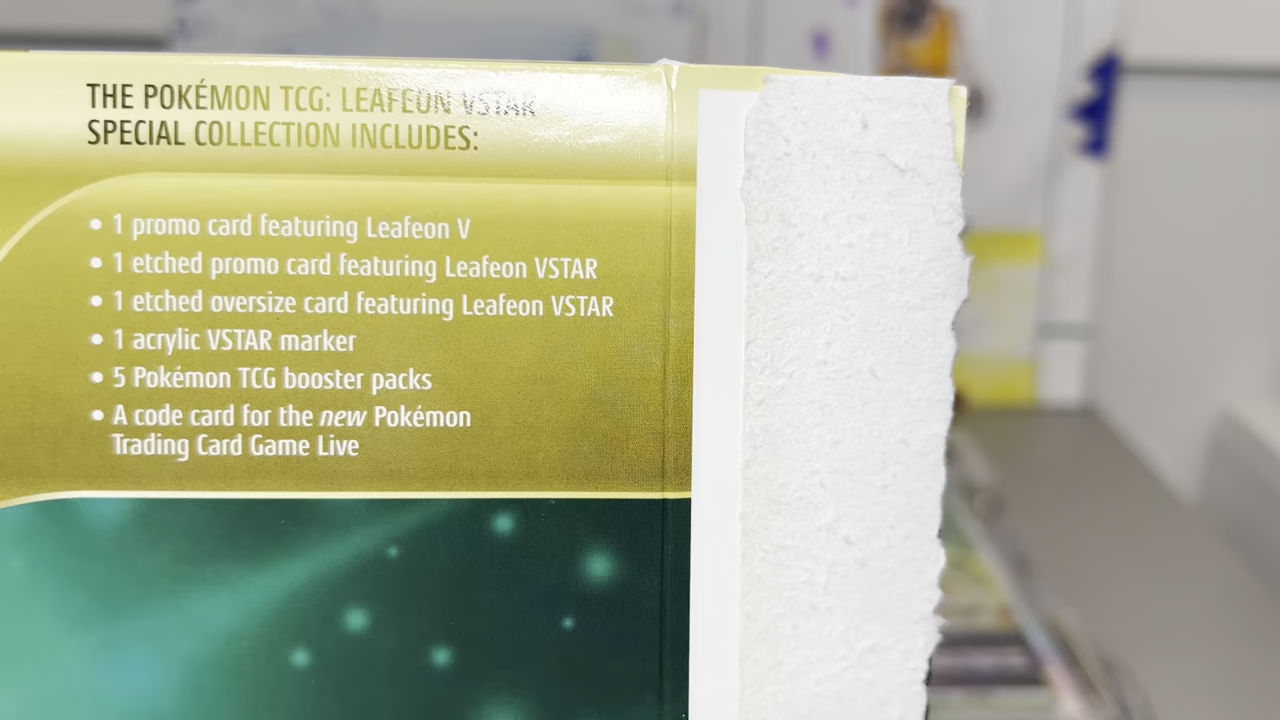 THE POKÉMON TCG: LEAFEON VSTAR
SPECIAL COLLECTION INCLUDES:
• 1 promo card featuring Leafeon V
• 1 etched promo card featuring Leafeon VSTAR
• 1 etched oversize card featuring Leafeon VSTAR
• 1 acrylic VSTAR marker
• 5 Pokémon TCG booster packs
• A code card for the new Pokémon
Trading Card Game Live